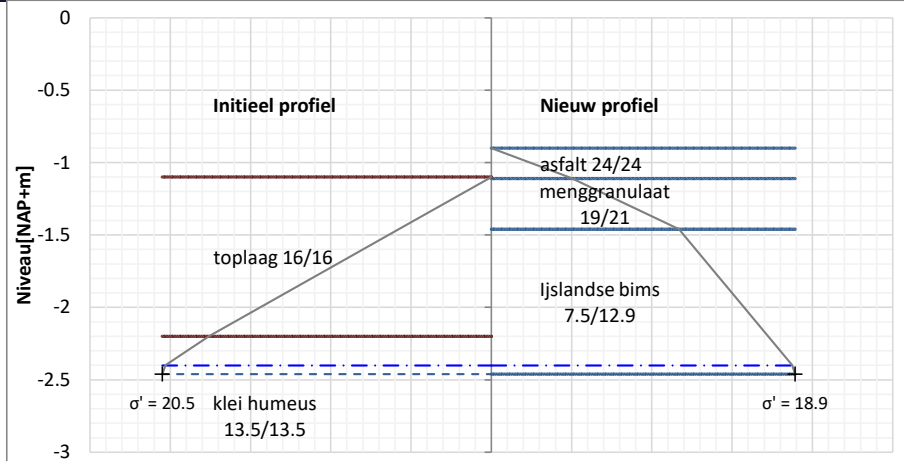 0
-0.5
-1
-1.5
-2
-2.5
-3
Niveau[NAP+m]
Initieel profiel
Nieuw profiel
asfalt 24/24
menggranulaat
19/21
toplaag 16/16
Ijslandse bims
7.5/12.9
σ' = 20.5
klei humeus
13.5/13.5
σ' = 18.9